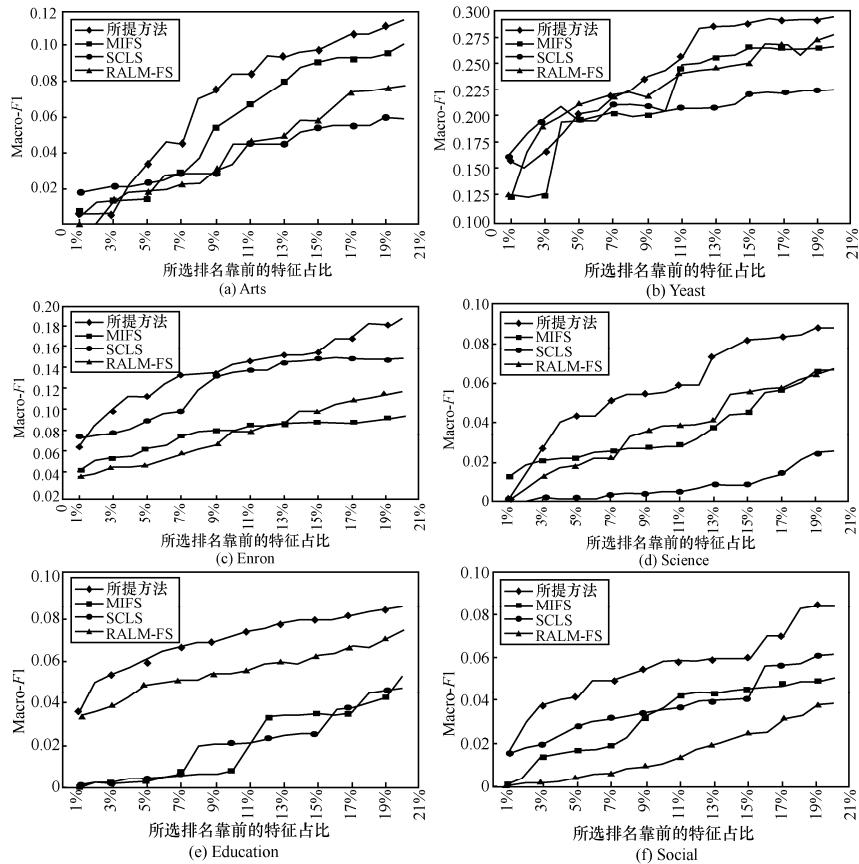 0.12
0.10
0.08
0.06
0.04
0.02
0
Macro-F1
所提方法
MIFS
SCLS
RALM-FS
1% 3% 5% 7% 9% 11% 13% 15% 17% 19% 21%
所选排名靠前的特征占比
(a) Arts
0.300
0.275
0.250
0.225
0.200
0.175
0.150
0.125
0.100
Macro-F1
所提方法
MIFS
SCLS
RALM-FS
1% 3% 5% 7% 9% 11% 13% 15% 17% 19% 21%
所选排名靠前的特征占比
(b) Yeast
0.20
0.18
0.16
0.14
0.12
0.10
0.08
0.06
0.04
0.02
0
Macro-F1
所提方法
MIFS
SCLS
RALM-FS
1% 3% 5% 7% 9% 11% 13% 15% 17% 19% 21%
所选排名靠前的特征占比
(c) Enron
0.10
0.08
0.06
0.04
0.02
0
Macro-F1
所提方法
MIFS
SCLS
RALM-FS
1% 3% 5% 7% 9% 11% 13% 15% 17% 19% 21%
所选排名靠前的特征占比
(d) Science
0.10
0.08
0.06
0.04
0.02
0
Macro-F1
所提方法
MIFS
SCLS
RALM-FS
1% 3% 5% 7% 9% 11% 13% 15% 17% 19% 21%
所选排名靠前的特征占比
(e) Education
0.10
0.08
0.06
0.04
0.02
0
Macro-F1
所提方法
MIFS
SCLS
RALM-FS
1% 3% 5% 7% 9% 11% 13% 15% 17% 19% 21%
所选排名靠前的特征占比
(f) Social